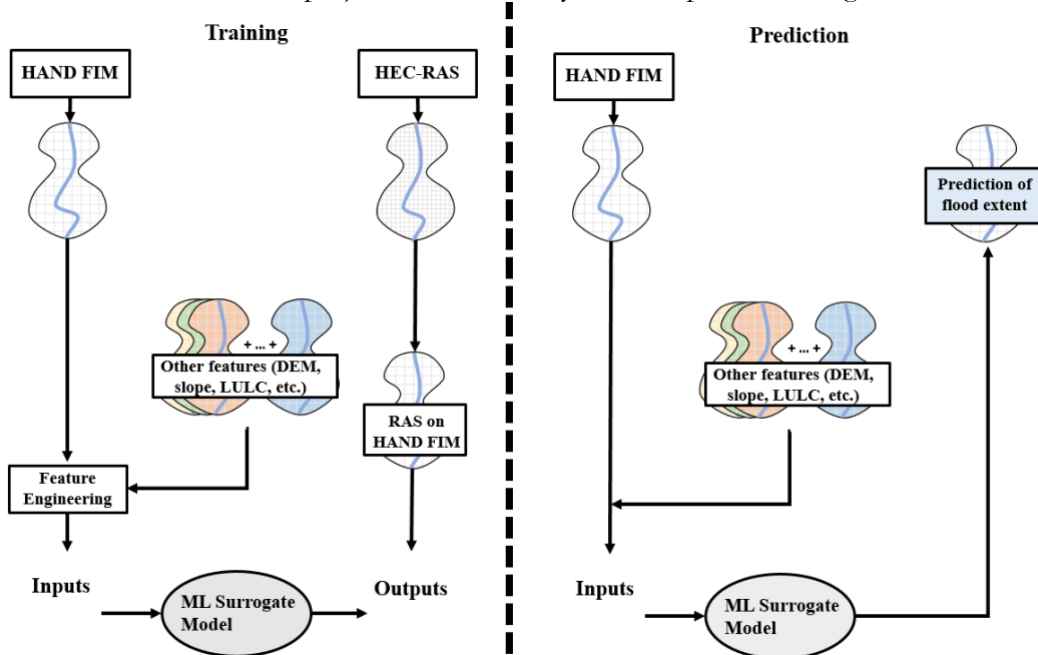 Training
HAND FIM
HEC-RAS
+ ... +
Other features (DEM,
slope, LULC, etc.)
RAS on
HAND FIM
Feature
Engineering
Inputs
ML Surrogate
Model
Outputs
Prediction
HAND FIM
Prediction of
flood extent
+ ... +
Other features (DEM,
slope, LULC, etc.)
Inputs
ML Surrogate
Model